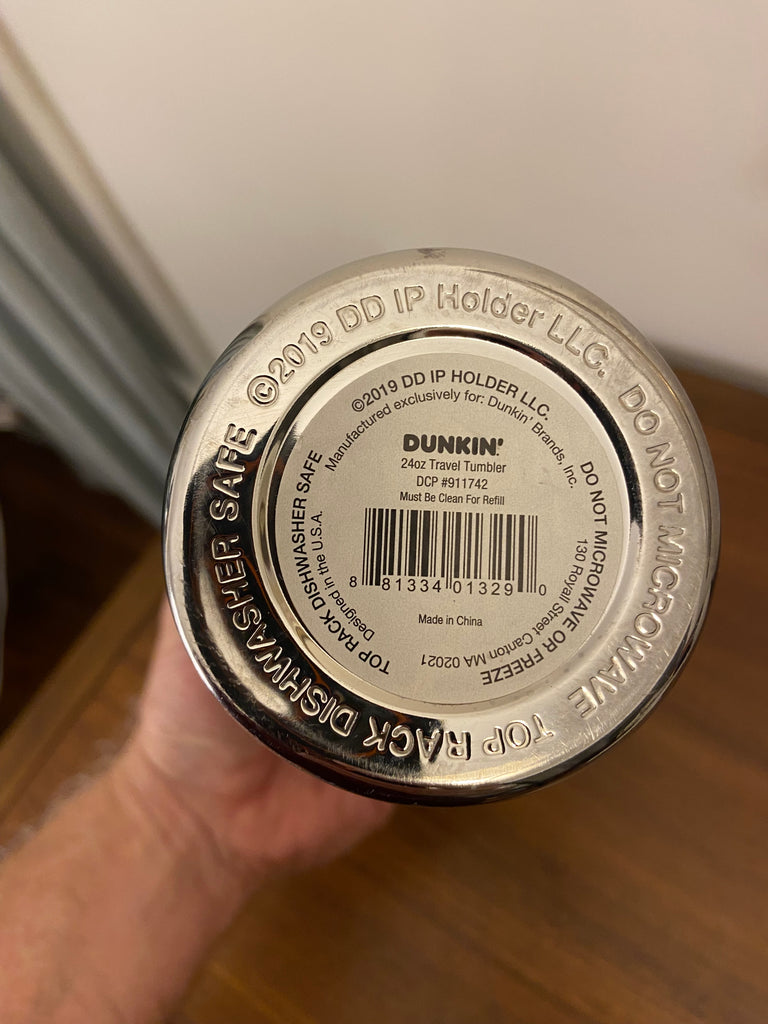 ©2019 DD IP Holder LLC. DO NOT MICROWAVE TOP RACK DISHWASHER SAFE
©2019 DD IP HOLDER LLC. DO NOT MICROWAVE OR FREEZE TOP RACK DISHWASHER SAFE
Manufactured exclusively for: Dunkin' Brands, Inc. 130 Royall Street Canton MA 02021 Designed in the U.S.A.
DUNKIN'
24oz Travel Tumbler
DCP #911742
Must Be Clean For Refill
8 81334 01329 0
Made in China